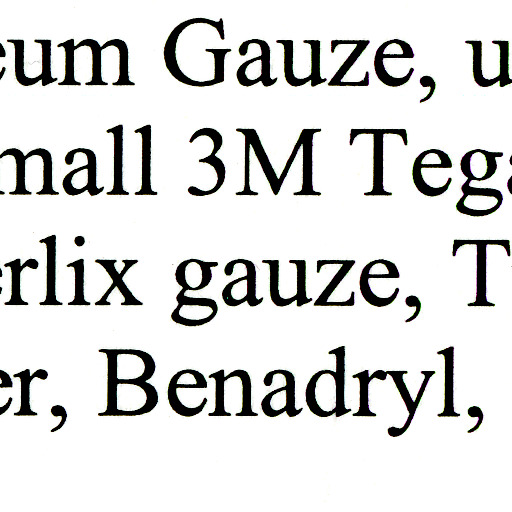 eum Gauze, u
mall 3M Tega
erlix gauze, T
er, Benadryl,